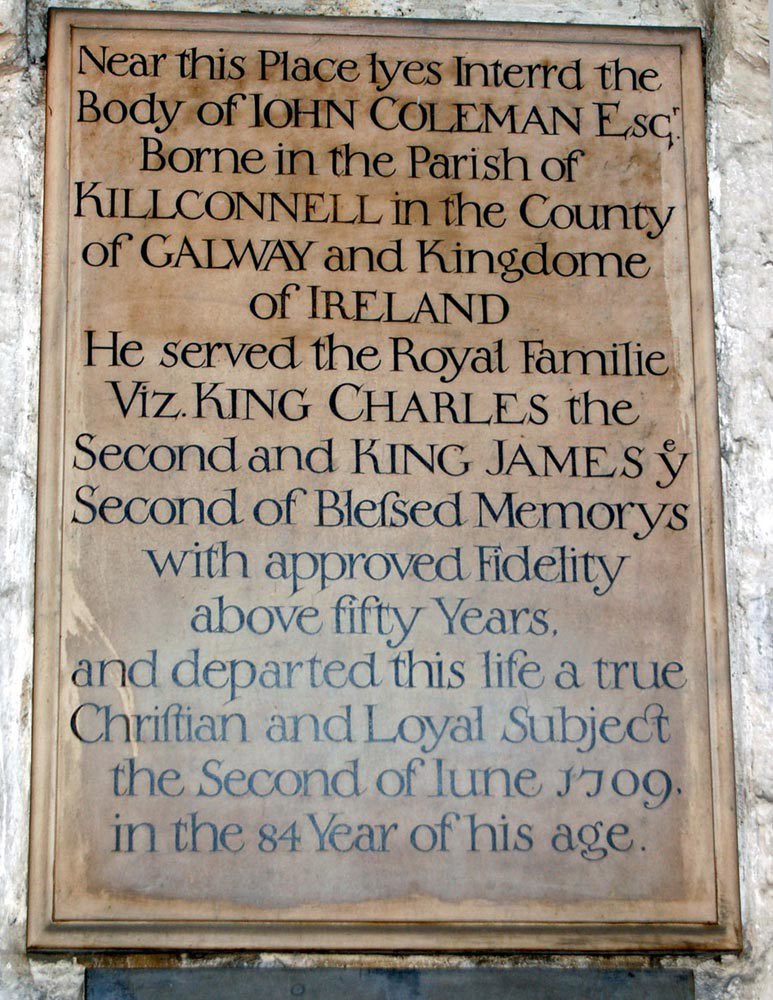 Near this Place lyes Interrd the
Body of IOHN COLEMAN Esqʳ.
Borne in the Parish of
KILLCONNELL in the County
of GALWAY and Kingdome
of IRELAND
He served the Royal Familie
Viz. KING CHARLES the
Second and KING JAMES yͤ
Second of Bleſsed Memorys
with approved Fidelity
above fifty Years,
and departed this life a true
Chriſtian and Loyal Subject
the Second of Iune 1709.
in the 84 Year of his age.